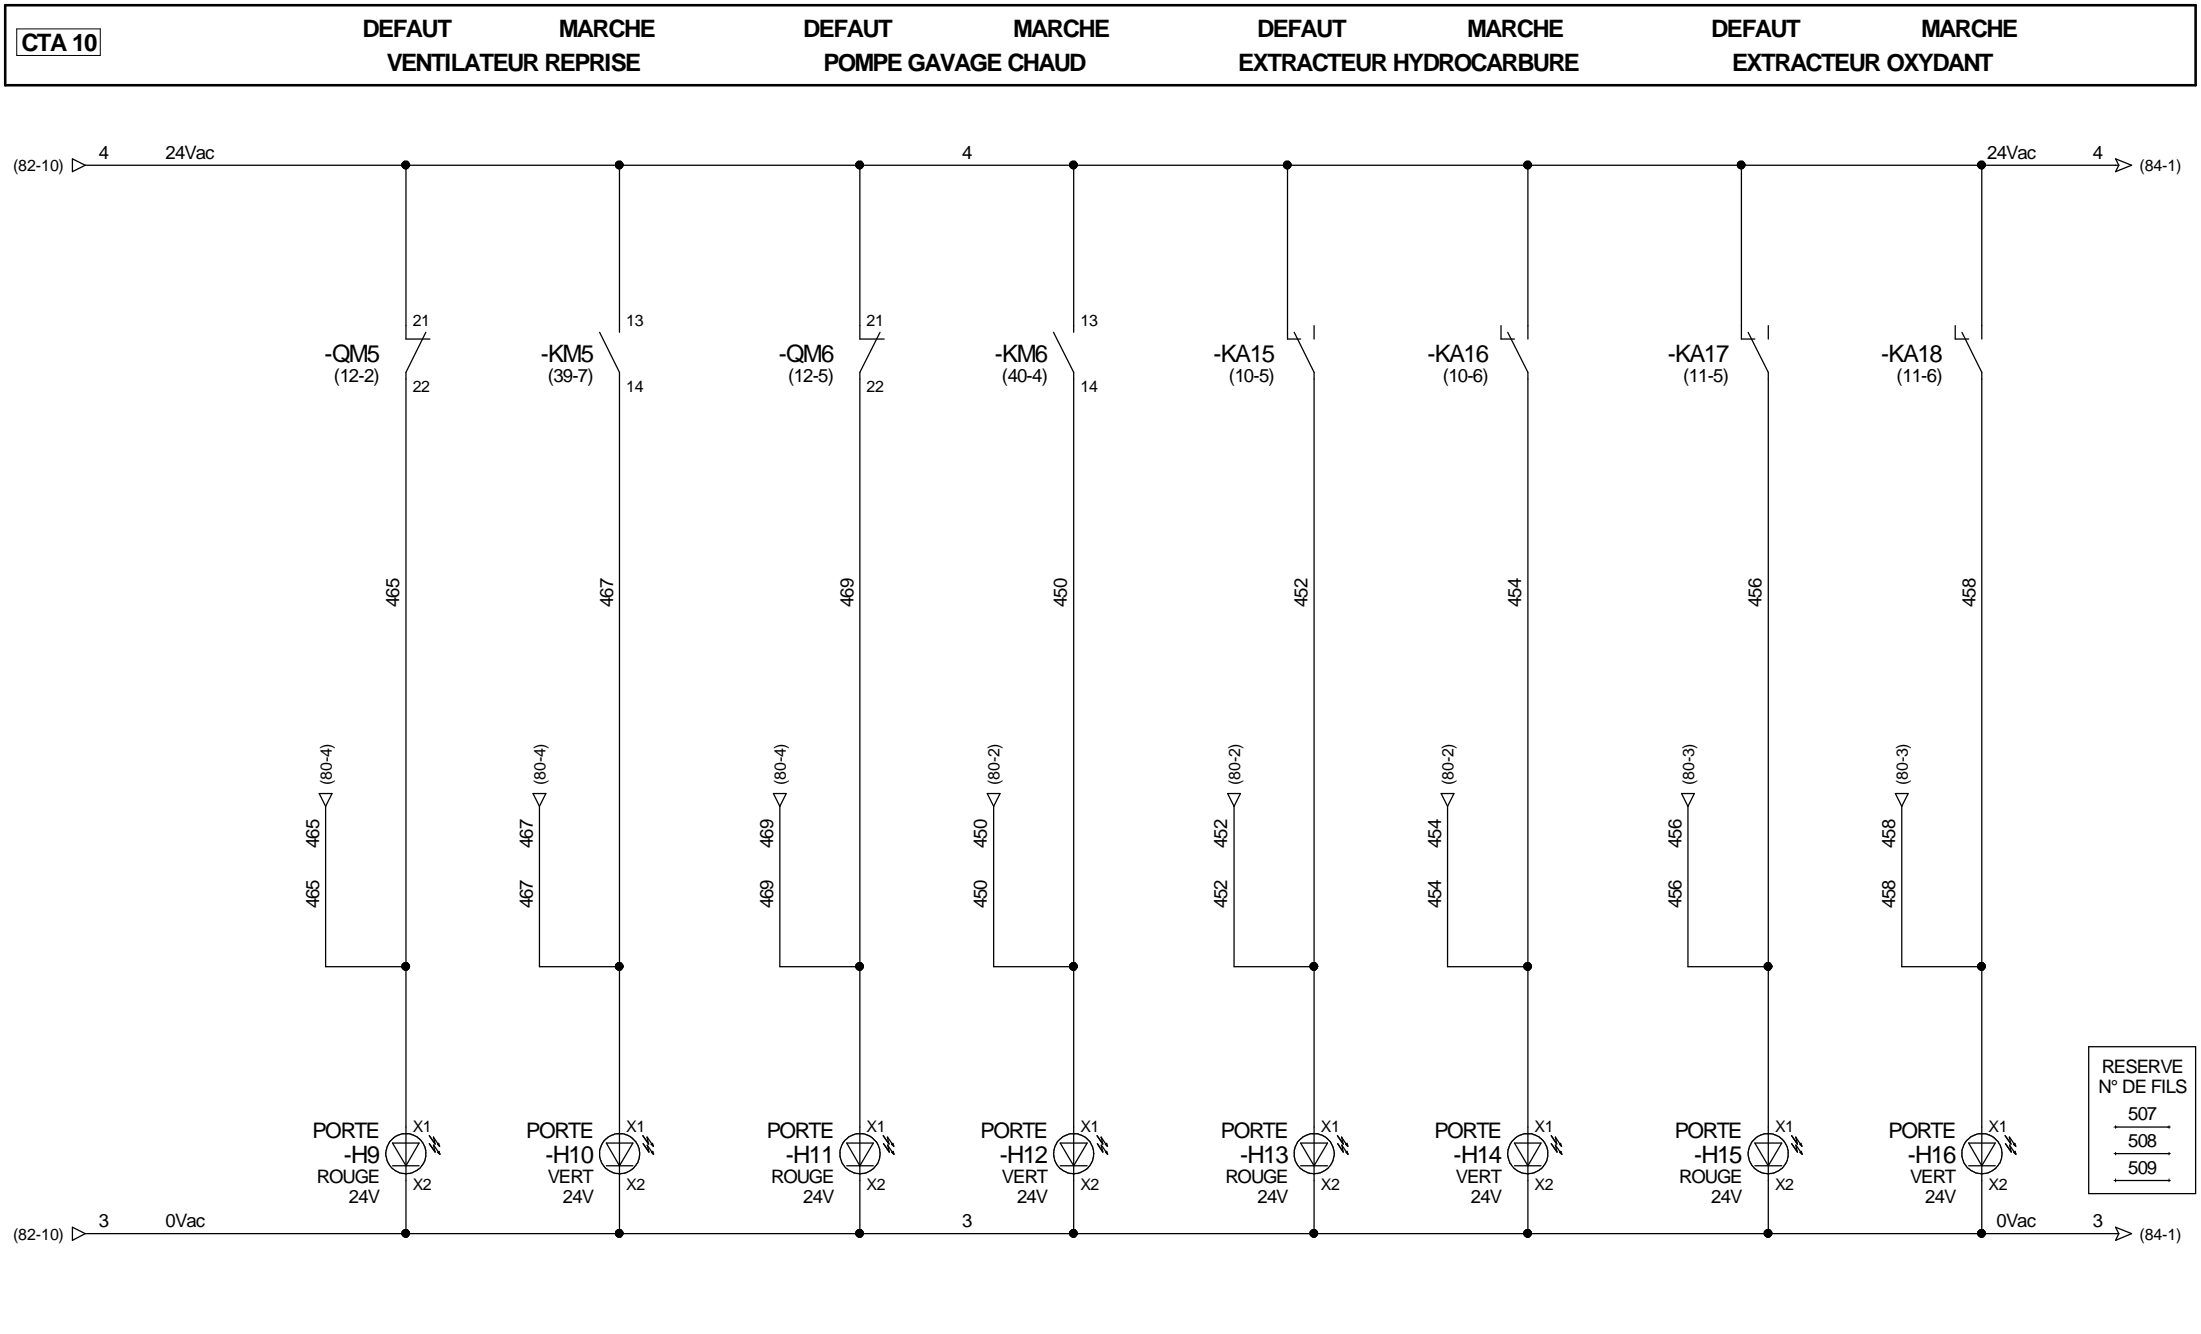 CTA 10
DEFAUT MARCHE DEFAUT MARCHE DEFAUT MARCHE DEFAUT MARCHE
VENTILATEUR REPRISE POMPE GAVAGE CHAUD EXTRACTEUR HYDROCARBURE EXTRACTEUR OXYDANT
(82-10) 4 24Vac 4 24Vac 4 (84-1)
21 13 21 13
-QM5 -KM5 -QM6 -KM6 -KA15 -KA16 -KA17 -KA18
(12-2) (39-7) (12-5) (40-4) (10-5) (10-6) (11-5) (11-6)
22 14 22 14
465 467 469 450 452 454 456 458
(80-4) (80-4) (80-4) (80-2) (80-2) (80-2) (80-3) (80-3)
465 467 469 450 452 454 456 458
465 467 469 450 452 454 456 458
RESERVE
N° DE FILS
507
508
509
X1 X1 X1 X1 X1 X1 X1 X1
PORTE PORTE PORTE PORTE PORTE PORTE PORTE PORTE
-H9 -H10 -H11 -H12 -H13 -H14 -H15 -H16
ROUGE VERT ROUGE VERT ROUGE VERT ROUGE VERT
X2 X2 X2 X2 X2 X2 X2 X2
24V 24V 24V 24V 24V 24V 24V 24V
(82-10) 3 0Vac 3 0Vac 3 (84-1)